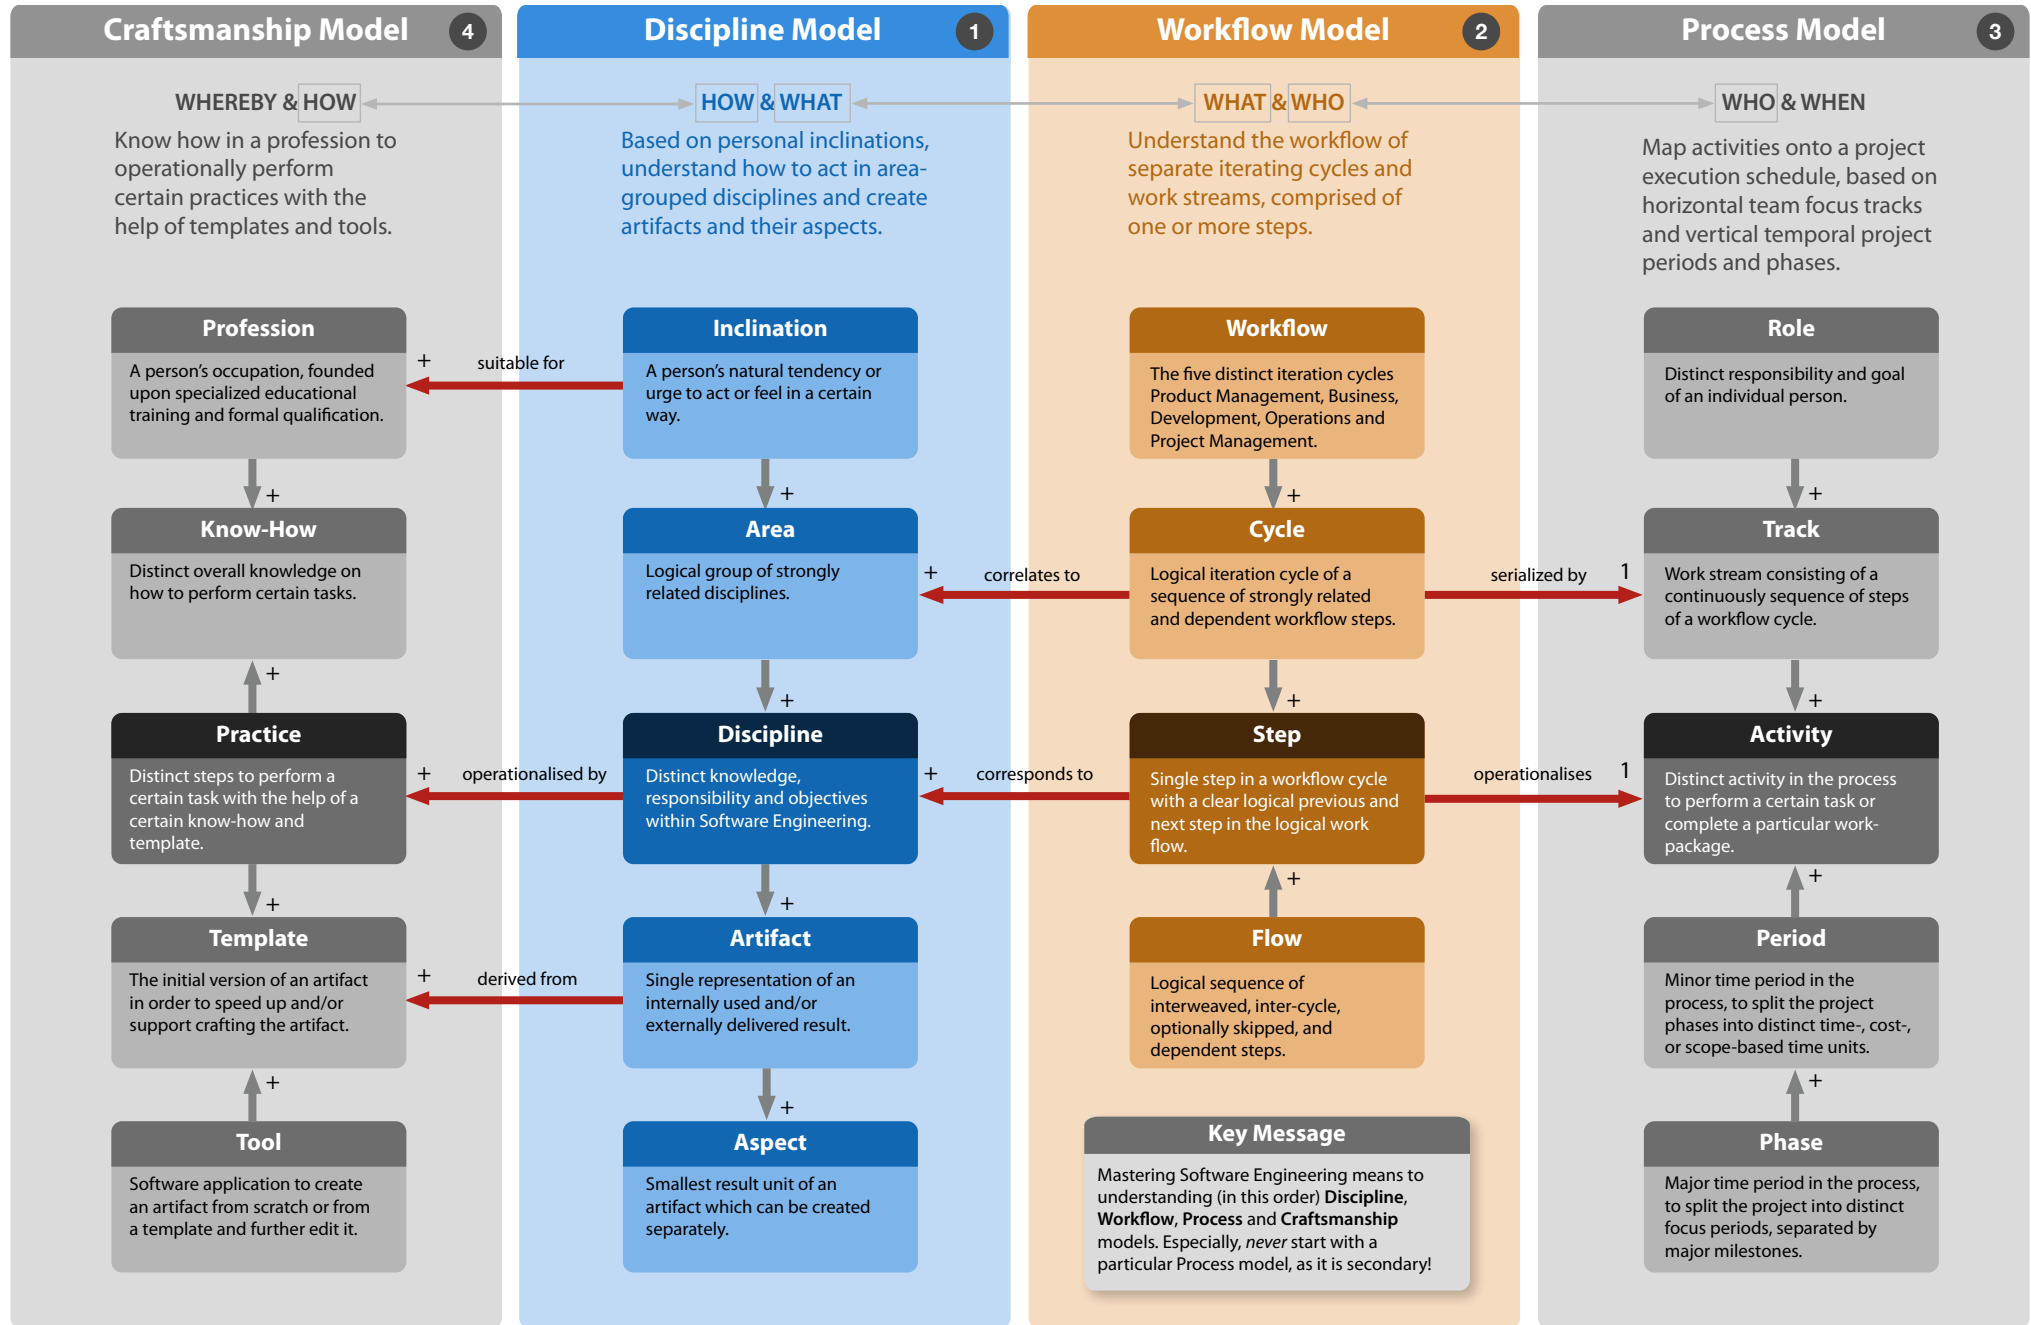 Craftsmanship Model
4
WHEREBY & HOW
Know how in a profession to
operationally perform
certain practices with the
help of templates and tools.
Profession
A person's occupation, founded
upon specialized educational
training and formal qualification.
+
Know-How
Distinct overall knowledge on
how to perform certain tasks.
+
Practice
Distinct steps to perform a
certain task with the help of a
certain know-how and
template.
+
Template
The initial version of an artifact
in order to speed up and/or
support crafting the artifact.
+
Tool
Software application to create
an artifact from scratch or from
a template and further edit it.
+
suitable for
+
operationalised by
+
derived from
Discipline Model
1
HOW & WHAT
Based on personal inclinations,
understand how to act in area-
grouped disciplines and create
artifacts and their aspects.
Inclination
A person's natural tendency or
urge to act or feel in a certain
way.
+
Area
Logical group of strongly
related disciplines.
+
Discipline
Distinct knowledge,
responsibility and objectives
within Software Engineering.
+
Artifact
Single representation of an
internally used and/or
externally delivered result.
+
Aspect
Smallest result unit of an
artifact which can be created
separately.
+
correlates to
+
corresponds to
Workflow Model
2
WHAT & WHO
Understand the workflow of
separate iterating cycles and
work streams, comprised of
one or more steps.
Workflow
The five distinct iteration cycles
Product Management, Business,
Development, Operations and
Project Management.
+
Cycle
Logical iteration cycle of a
sequence of strongly related
and dependent workflow steps.
+
Step
Single step in a workflow cycle
with a clear logical previous and
next step in the logical work
flow.
+
Flow
Logical sequence of
interweaved, inter-cycle,
optionally skipped, and
dependent steps.
Key Message
Mastering Software Engineering means to
understanding (in this order) Discipline,
Workflow, Process and Craftsmanship
models. Especially, never start with a
particular Process model, as it is secondary!
serialized by
1
operationalises
1
Process Model
3
WHO & WHEN
Map activities onto a project
execution schedule, based on
horizontal team focus tracks
and vertical temporal project
periods and phases.
Role
Distinct responsibility and goal
of an individual person.
+
Track
Work stream consisting of a
continuously sequence of steps
of a workflow cycle.
+
Activity
Distinct activity in the process
to perform a certain task or
complete a particular work-
package.
+
Period
Minor time period in the
process, to split the project
phases into distinct time-, cost-,
or scope-based time units.
+
Phase
Major time period in the process,
to split the project into distinct
focus periods, separated by
major milestones.